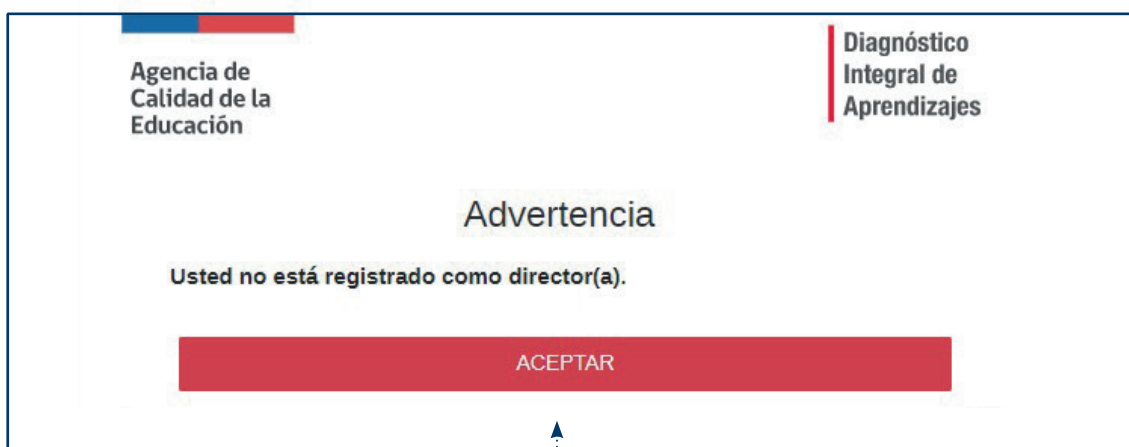 Agencia de
Calidad de la
Educación
Diagnóstico
Integral de
Aprendizajes
Advertencia
Usted no está registrado como director(a).
ACEPTAR